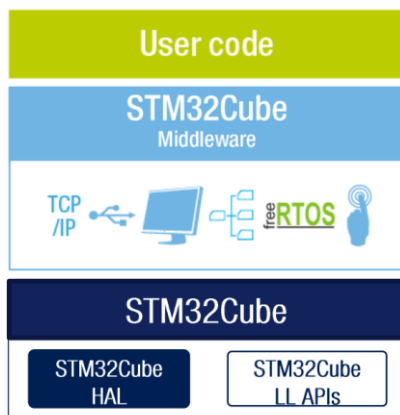 User code
STM32Cube
Middleware
TCP
/IP
free RTOS
STM32Cube
STM32Cube
HAL
STM32Cube
LL APIs